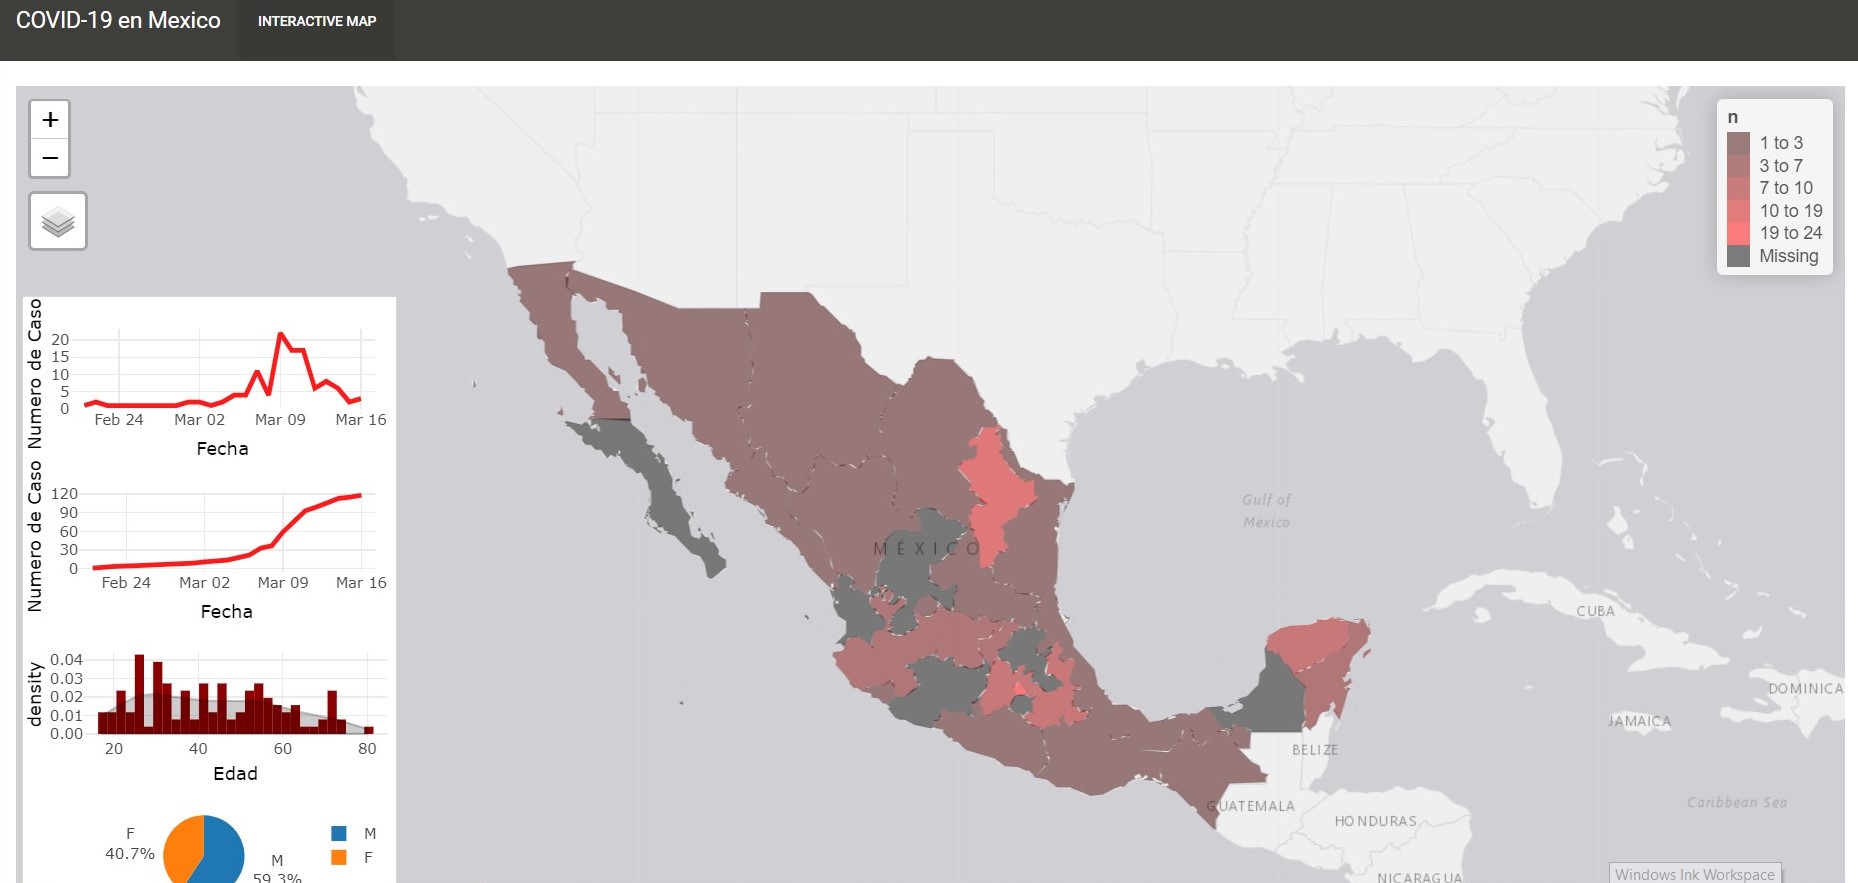 COVID-19 en Mexico
INTERACTIVE MAP
+
−
n
1 to 3
3 to 7
7 to 10
10 to 19
19 to 24
Missing
Numero de Caso
20
15
10
5
0
Feb 24 Mar 02 Mar 09 Mar 16
Fecha
Numero de Caso
120
90
60
30
0
Feb 24 Mar 02 Mar 09 Mar 16
Fecha
density
0.04
0.03
0.02
0.01
0.00
20 40 60 80
Edad
F
40.7%
M
59.3%
M
F
MÉXICO
Gulf of
Mexico
CUBA
DOMINICA
JAMAICA
BELIZE
GUATEMALA
HONDURAS
Caribbean Sea
NICARAGUA
Windows Ink Workspace